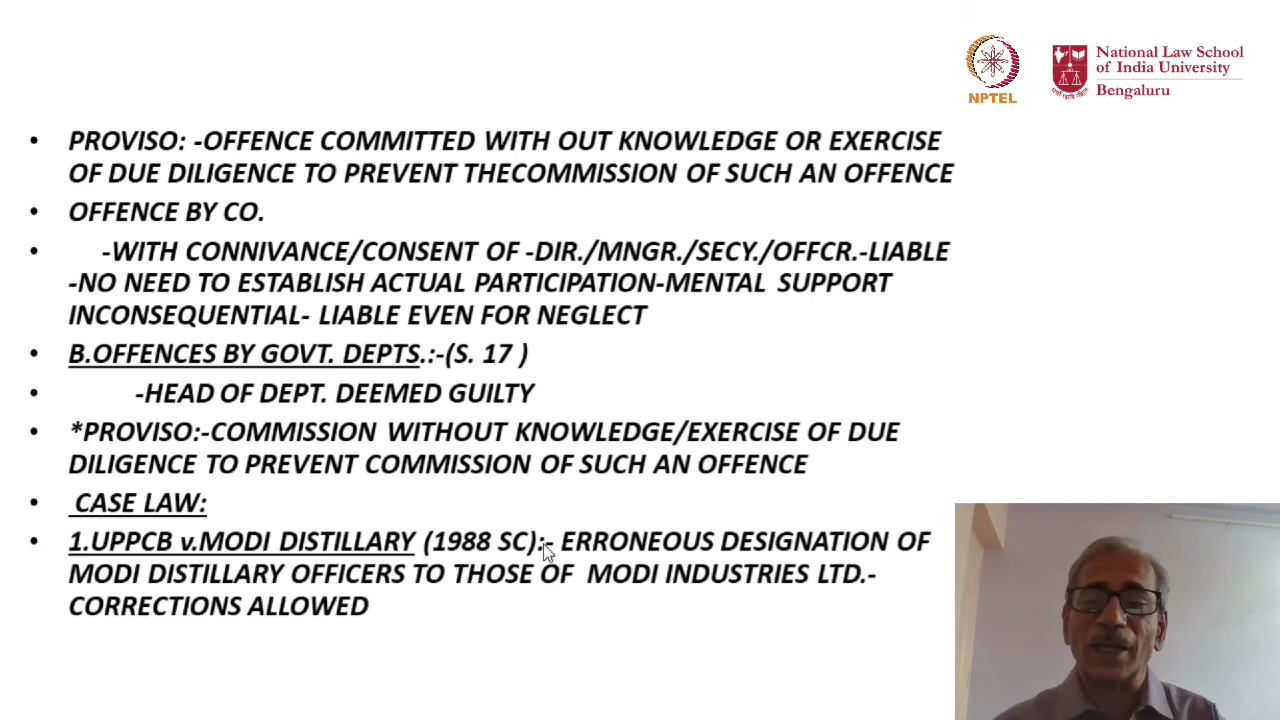 NPTEL
National Law School
of India University
Bengaluru
• PROVISO: -OFFENCE COMMITTED WITH OUT KNOWLEDGE OR EXERCISE
OF DUE DILIGENCE TO PREVENT THECOMMISSION OF SUCH AN OFFENCE
• OFFENCE BY CO.
• -WITH CONNIVANCE/CONSENT OF -DIR./MNGR./SECY./OFFCR.-LIABLE
-NO NEED TO ESTABLISH ACTUAL PARTICIPATION-MENTAL SUPPORT
INCONSEQUENTIAL- LIABLE EVEN FOR NEGLECT
• B.OFFENCES BY GOVT. DEPTS.:-(S. 17 )
• -HEAD OF DEPT. DEEMED GUILTY
• *PROVISO:-COMMISSION WITHOUT KNOWLEDGE/EXERCISE OF DUE
DILIGENCE TO PREVENT COMMISSION OF SUCH AN OFFENCE
• CASE LAW:
• 1.UPPCB v.MODI DISTILLARY (1988 SC):- ERRONEOUS DESIGNATION OF
MODI DISTILLARY OFFICERS TO THOSE OF MODI INDUSTRIES LTD.-
CORRECTIONS ALLOWED